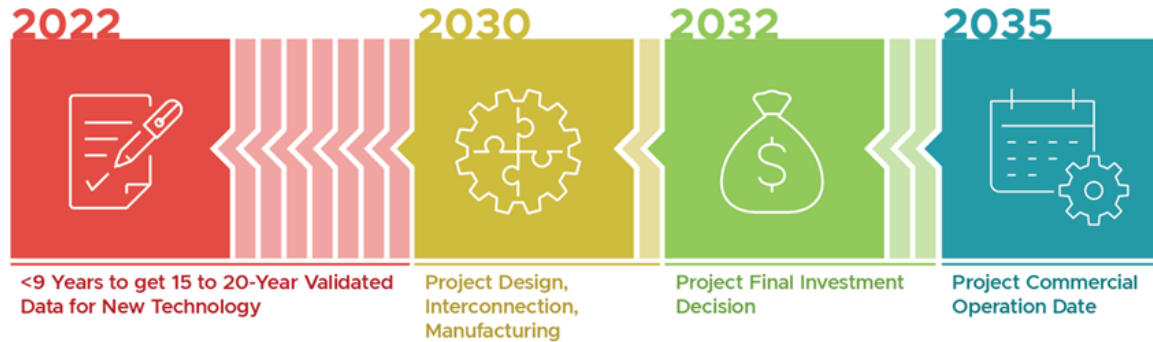 2022
<9 Years to get 15 to 20-Year Validated
Data for New Technology
2030
Project Design,
Interconnection,
Manufacturing
2032
$
Project Final Investment
Decision
2035
Project Commercial
Operation Date